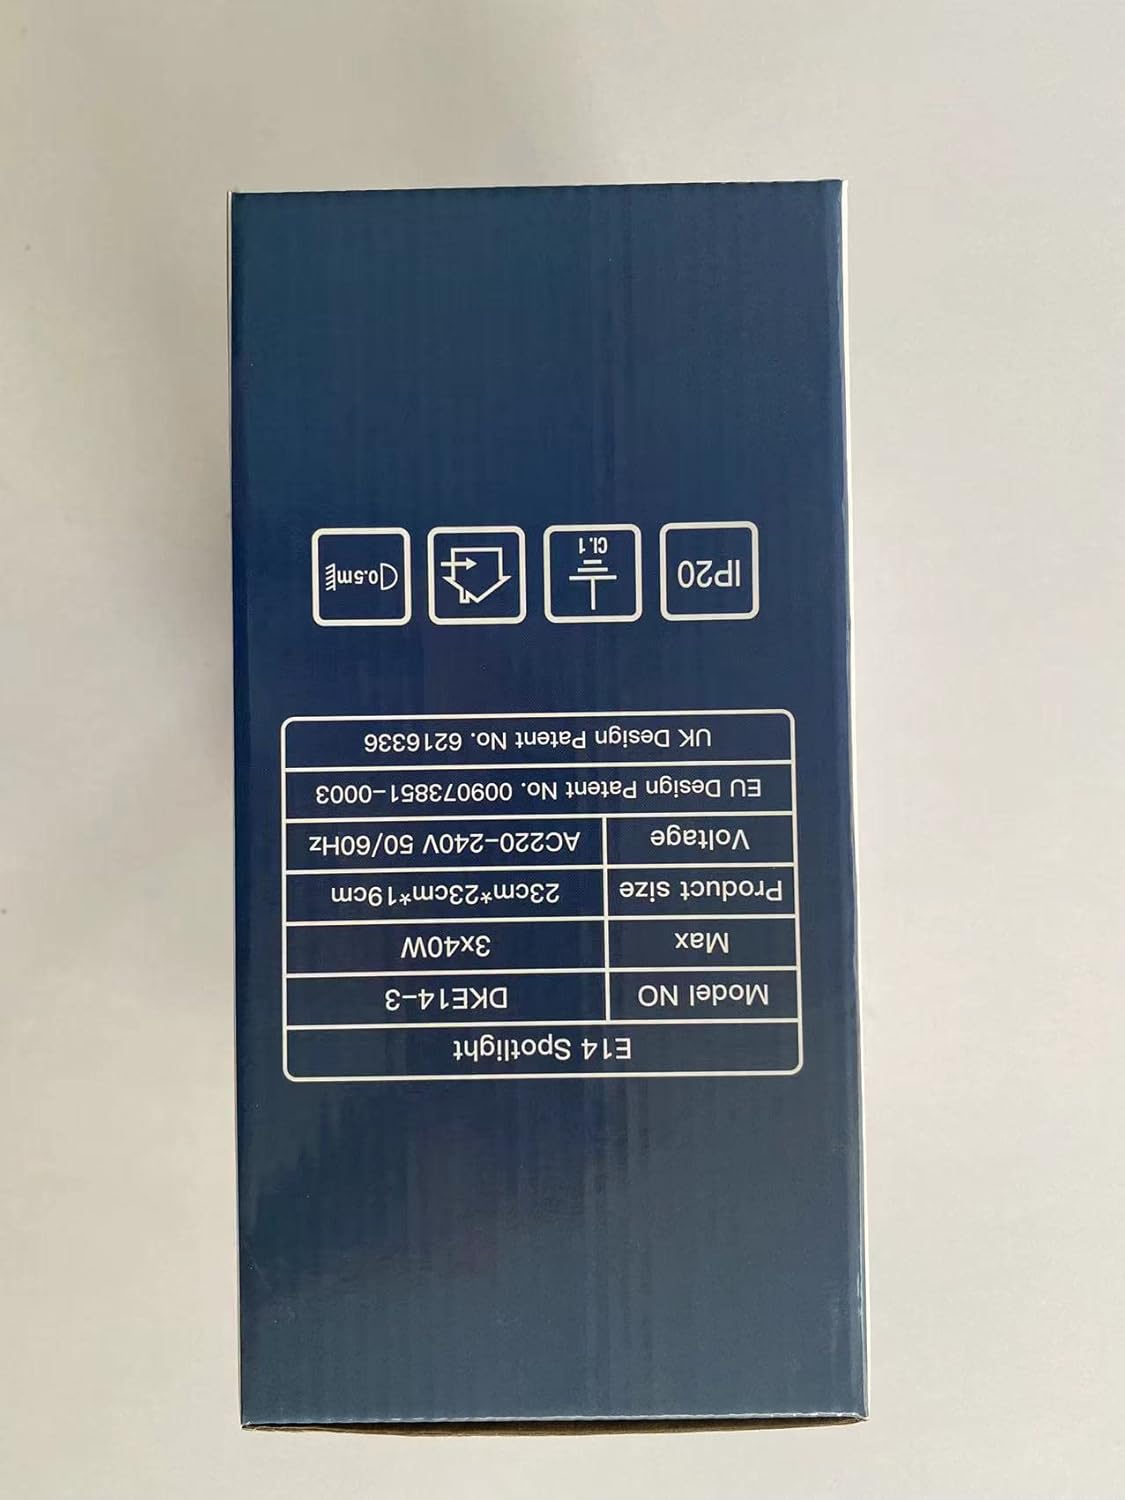 E14 Spotlight
Model NO DKE14-3
Max 3x40W
Product size 23cm*23cm*19cm
Voltage AC220-240V 50/60Hz
EU Design Patent No. 009073851-0003
UK Design Patent No. 6216336
IP20 Cl.1 0.5m